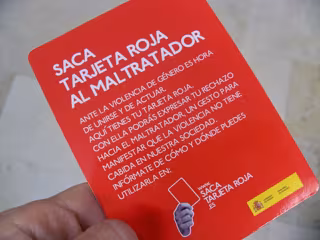 SACA
TARJETA ROJA
AL MALTRATADOR
ANTE LA VIOLENCIA DE GÉNERO ES HORA
DE UNIRSE Y DE ACTUAR.
AQUÍ TIENES TU TARJETA ROJA.
CON ELLA PODRÁS EXPRESAR TU RECHAZO
HACIA EL MALTRATADOR. UN GESTO PARA
MANIFESTAR QUE LA VIOLENCIA NO TIENE
CABIDA EN NUESTRA SOCIEDAD.
INFÓRMATE DE CÓMO Y DÓNDE PUEDES
UTILIZARLA EN:
WWW.
SACA
TARJETA ROJA
.ES